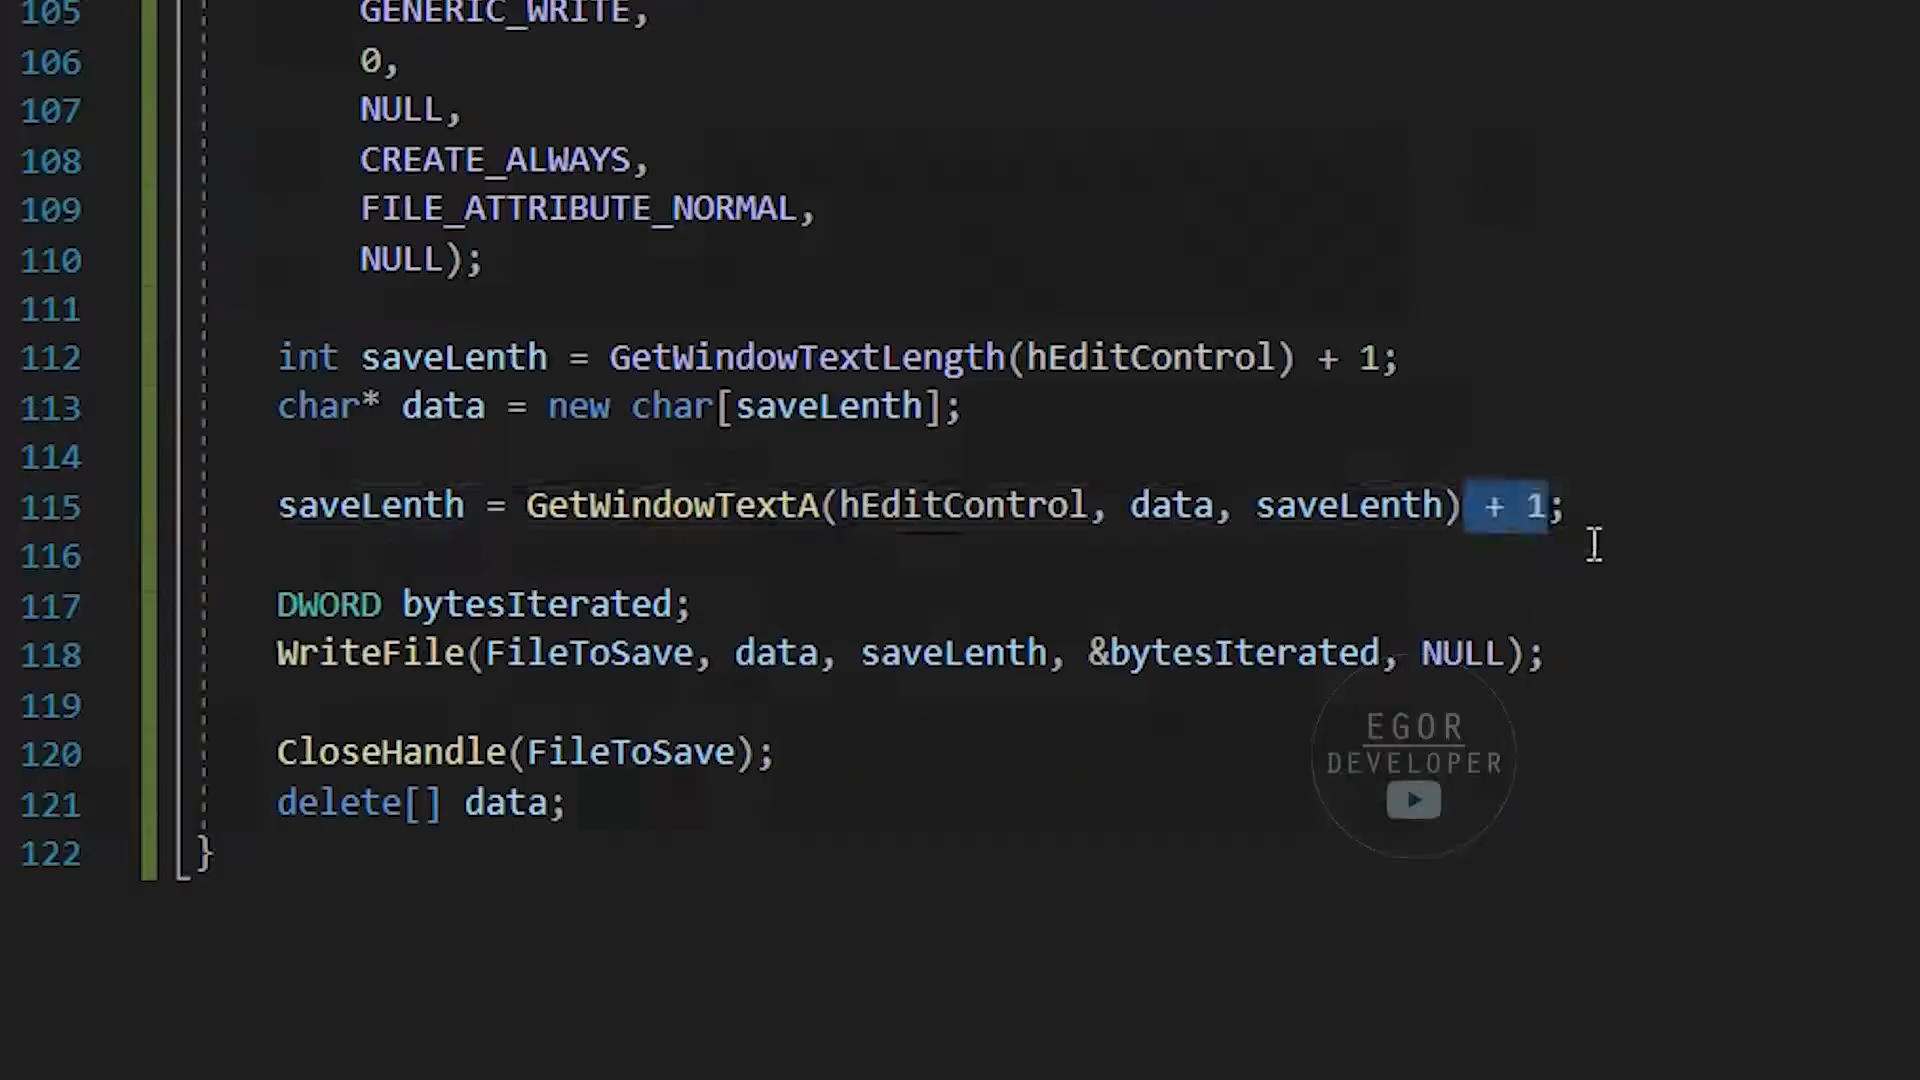 105 GENERIC_WRITE,
106 0,
107 NULL,
108 CREATE_ALWAYS,
109 FILE_ATTRIBUTE_NORMAL,
110 NULL);
111
112 int saveLenth = GetWindowTextLength(hEditControl) + 1;
113 char* data = new char[saveLenth];
114
115 saveLenth = GetWindowTextA(hEditControl, data, saveLenth) + 1;
116
117 DWORD bytesIterated;
118 WriteFile(FileToSave, data, saveLenth, &bytesIterated, NULL);
119
120 CloseHandle(FileToSave);
121 delete[] data;
122 }
EGOR
DEVELOPER